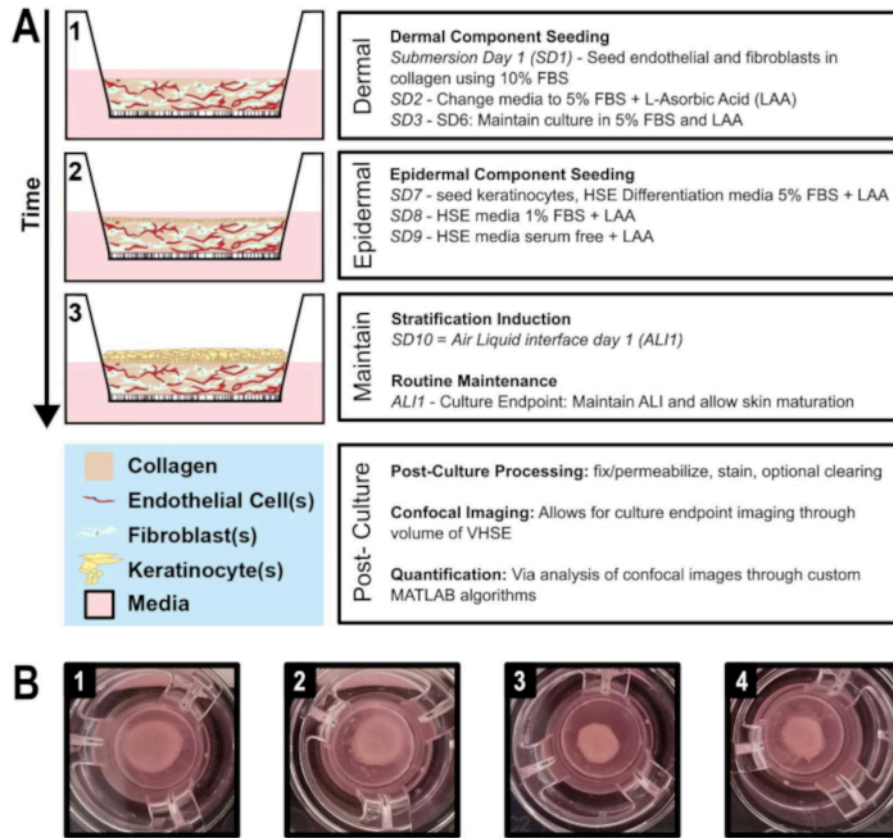 A
Time
1
Dermal
Dermal Component Seeding
Submersion Day 1 (SD1) - Seed endothelial and fibroblasts in
collagen using 10% FBS
SD2 - Change media to 5% FBS + L-Asorbic Acid (LAA)
SD3 - SD6: Maintain culture in 5% FBS and LAA
2
Epidermal
Epidermal Component Seeding
SD7 - seed keratinocytes, HSE Differentiation media 5% FBS + LAA
SD8 - HSE media 1% FBS + LAA
SD9 - HSE media serum free + LAA
3
Maintain
Stratification Induction
SD10 = Air Liquid interface day 1 (ALI1)
Routine Maintenance
ALI1 - Culture Endpoint: Maintain ALI and allow skin maturation
Collagen
Endothelial Cell(s)
Fibroblast(s)
Keratinocyte(s)
Media
Post- Culture
Post-Culture Processing: fix/permeabilize, stain, optional clearing
Confocal Imaging: Allows for culture endpoint imaging through
volume of VHSE
Quantification: Via analysis of confocal images through custom
MATLAB algorithms
B
1
2
3
4